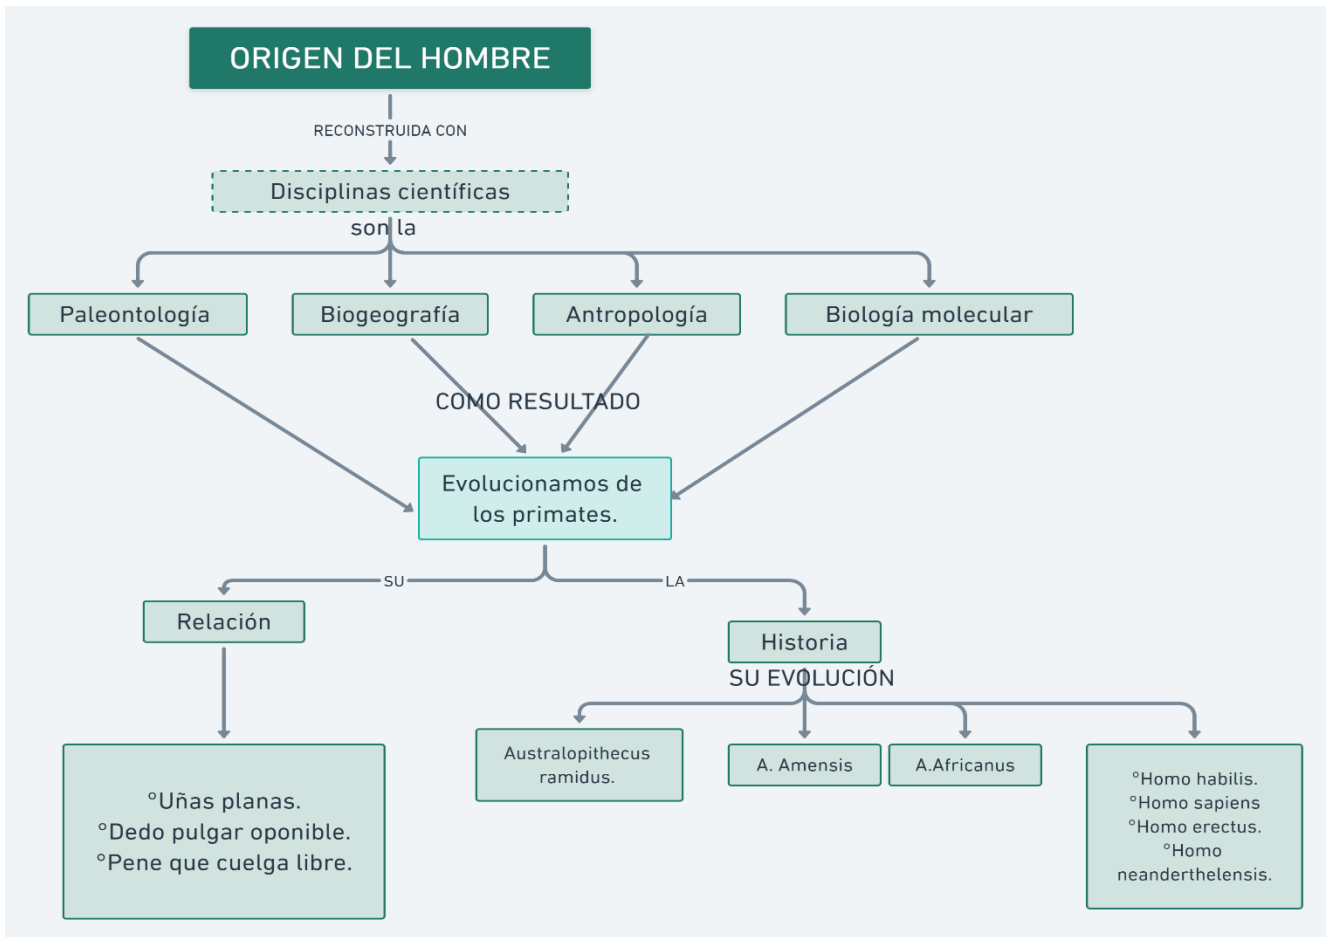 ORIGEN DEL HOMBRE
RECONSTRUIDA CON
Disciplinas científicas
son la
Paleontología
Biogeografía
Antropología
Biología molecular
COMO RESULTADO
Evolucionamos de
los primates.
SU
LA
Relación
Historia
SU EVOLUCIÓN
°Uñas planas.
°Dedo pulgar oponible.
°Pene que cuelga libre.
Australopithecus
ramidus.
A. Amensis
A.Africanus
°Homo habilis.
°Homo sapiens
°Homo erectus.
°Homo
neanderthelensis.